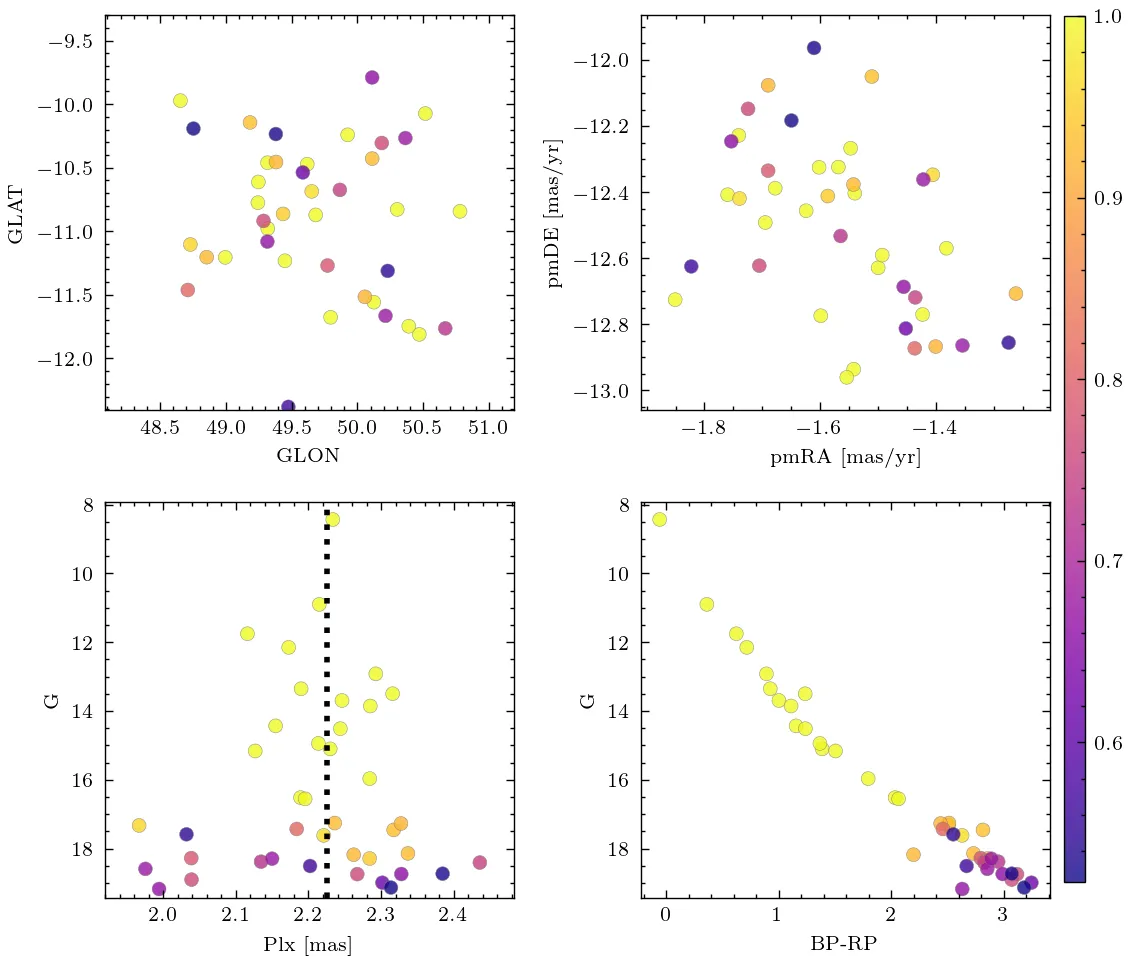 −9.5
−10.0
−10.5
−11.0
−11.5
−12.0
GLAT
48.5 49.0 49.5 50.0 50.5 51.0
GLON
−12.0
−12.2
−12.4
−12.6
−12.8
−13.0
pmDE [mas/yr]
−1.8 −1.6 −1.4
pmRA [mas/yr]
8
10
12
14
16
18
G
2.0 2.1 2.2 2.3 2.4
Plx [mas]
8
10
12
14
16
18
G
0 1 2 3
BP-RP
1.0
0.9
0.8
0.7
0.6